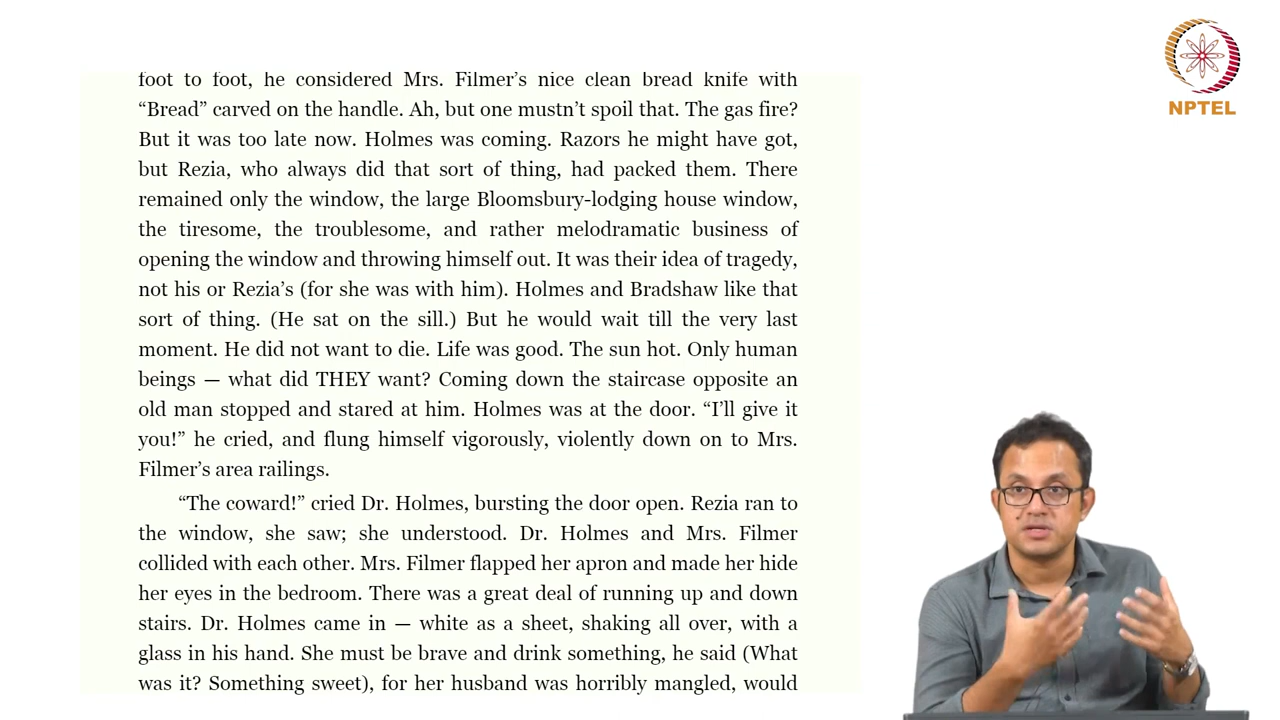 foot to foot, he considered Mrs. Filmer’s nice clean bread knife with
“Bread” carved on the handle. Ah, but one mustn’t spoil that. The gas fire?
But it was too late now. Holmes was coming. Razors he might have got,
but Rezia, who always did that sort of thing, had packed them. There
remained only the window, the large Bloomsbury-lodging house window,
the tiresome, the troublesome, and rather melodramatic business of
opening the window and throwing himself out. It was their idea of tragedy,
not his or Rezia’s (for she was with him). Holmes and Bradshaw like that
sort of thing. (He sat on the sill.) But he would wait till the very last
moment. He did not want to die. Life was good. The sun hot. Only human
beings — what did THEY want? Coming down the staircase opposite an
old man stopped and stared at him. Holmes was at the door. “I’ll give it
you!” he cried, and flung himself vigorously, violently down on to Mrs.
Filmer’s area railings.
“The coward!” cried Dr. Holmes, bursting the door open. Rezia ran to
the window, she saw; she understood. Dr. Holmes and Mrs. Filmer
collided with each other. Mrs. Filmer flapped her apron and made her hide
her eyes in the bedroom. There was a great deal of running up and down
stairs. Dr. Holmes came in — white as a sheet, shaking all over, with a
glass in his hand. She must be brave and drink something, he said (What
was it? Something sweet), for her husband was horribly mangled, would
NPTEL